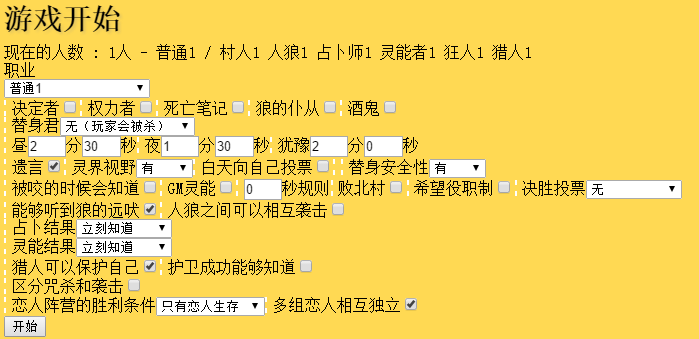 游戏开始
现在的人数 : 1人 - 普通1 / 村人1 人狼1 占卜师1 灵能者1 狂人1 猎人1
职业
普通1
决定者 权力者 死亡笔记 狼的仆从 酒鬼
替身君 无（玩家会被杀）
昼2分30秒 夜1分30秒 犹豫2分0秒
遗言 灵界视野有 白天向自己投票 替身安全性有
被咬的时候会知道 GM灵能 0秒规则 败北村 希望役职制 决胜投票无
能够听到狼的远吠 人狼之间可以相互袭击
占卜结果立刻知道
灵能结果立刻知道
猎人可以保护自己 护卫成功能够知道
区分咒杀和袭击
恋人阵营的胜利条件只有恋人生存 多组恋人相互独立
开始